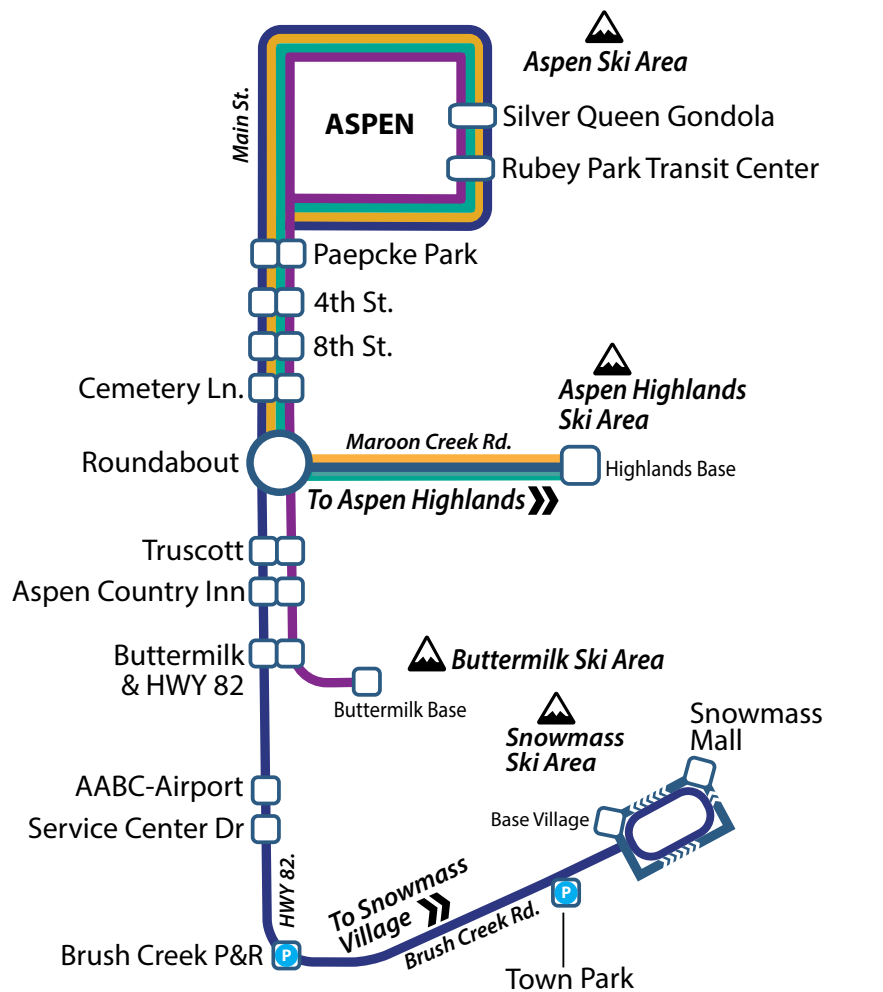 Aspen Ski Area
Main St.
ASPEN
Silver Queen Gondola
Rubey Park Transit Center
Paepcke Park
4th St.
8th St.
Cemetery Ln.
Aspen Highlands
Ski Area
Maroon Creek Rd.
Roundabout
Highlands Base
To Aspen Highlands
Truscott
Aspen Country Inn
Buttermilk
& HWY 82
Buttermilk Ski Area
Buttermilk Base
Snowmass
Ski Area
Snowmass
Mall
AABC-Airport
Base Village
Service Center Dr
HWY 82.
To Snowmass
Village
P
Brush Creek Rd.
Brush Creek P&R
P
Town Park